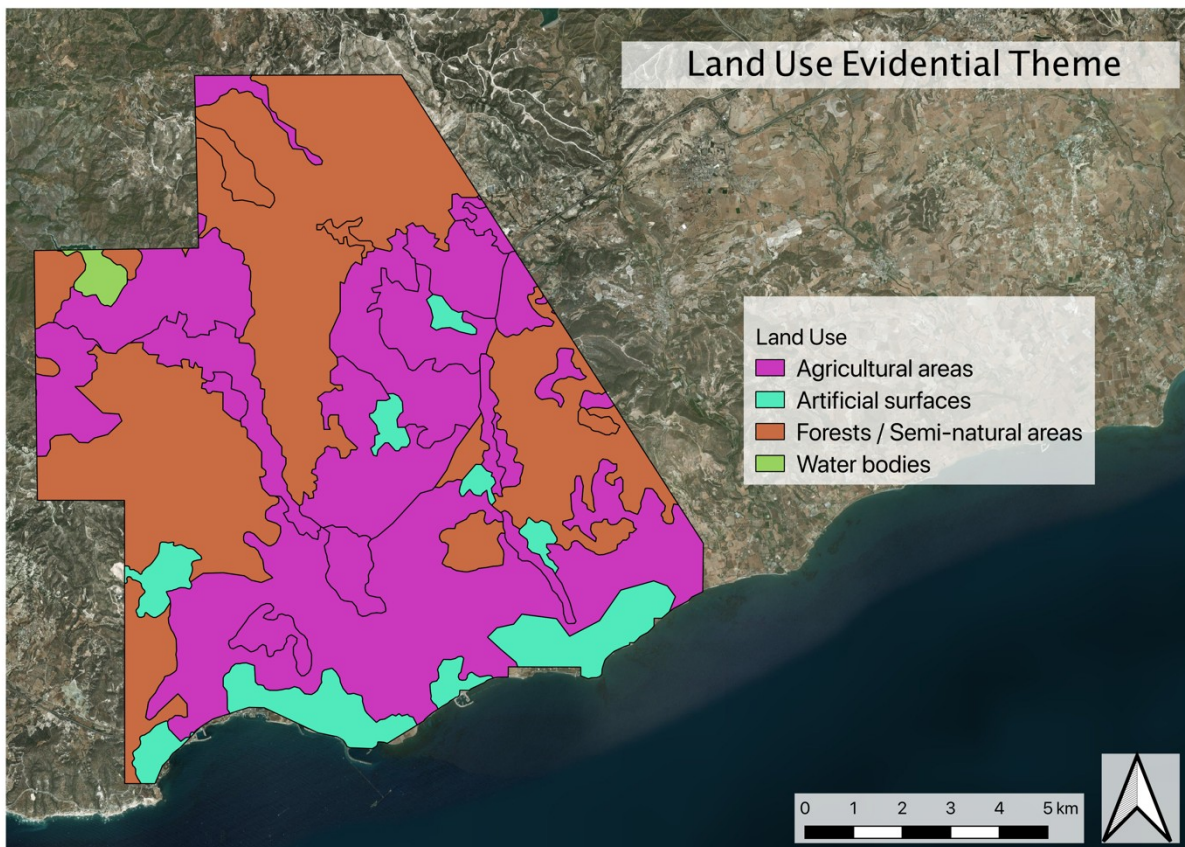 Land Use Evidential Theme
Land Use
Agricultural areas
Artificial surfaces
Forests / Semi-natural areas
Water bodies
0 1 2 3 4 5 km